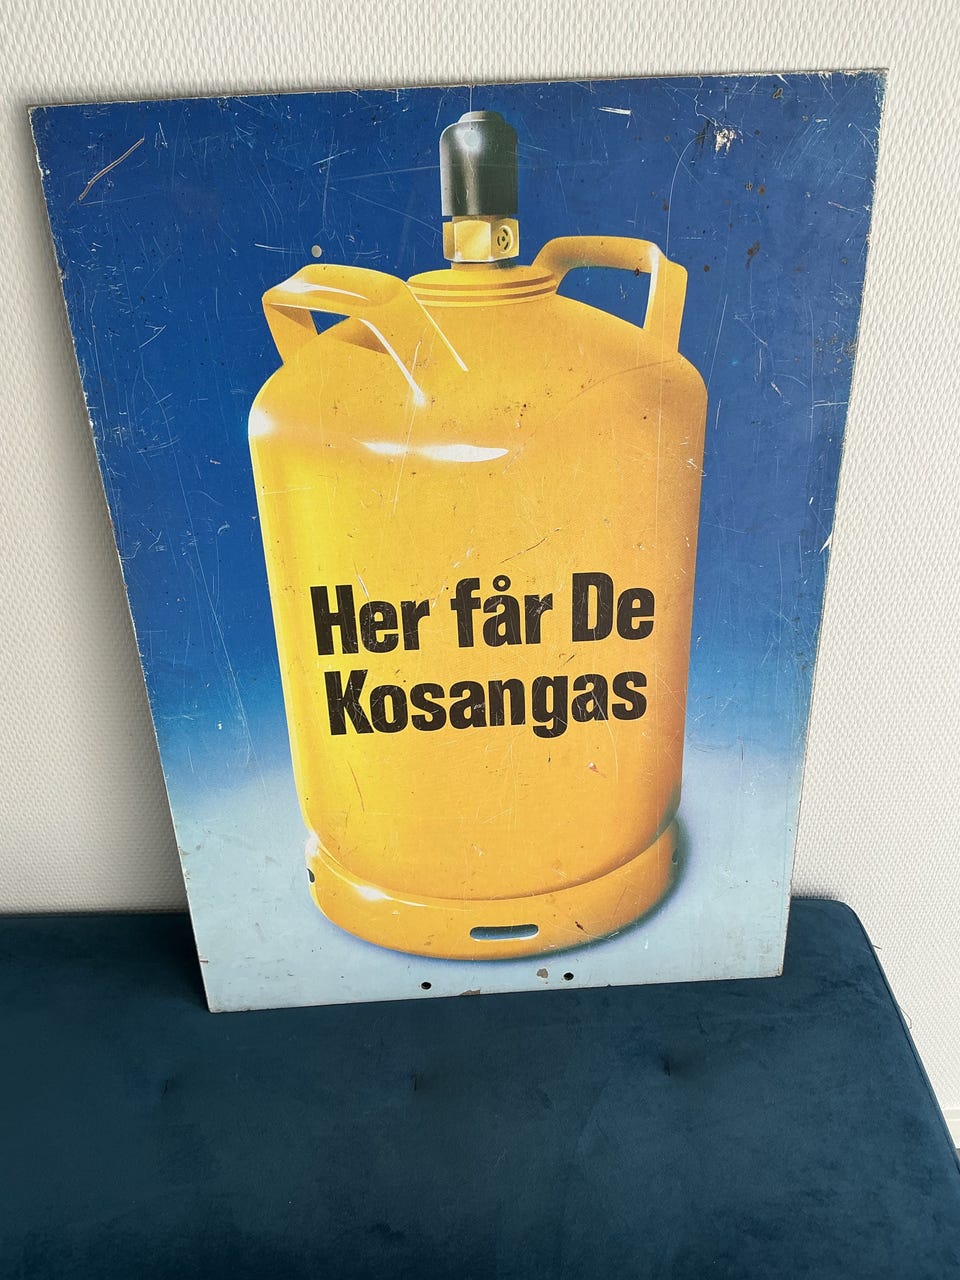 Her får De
Kosangas